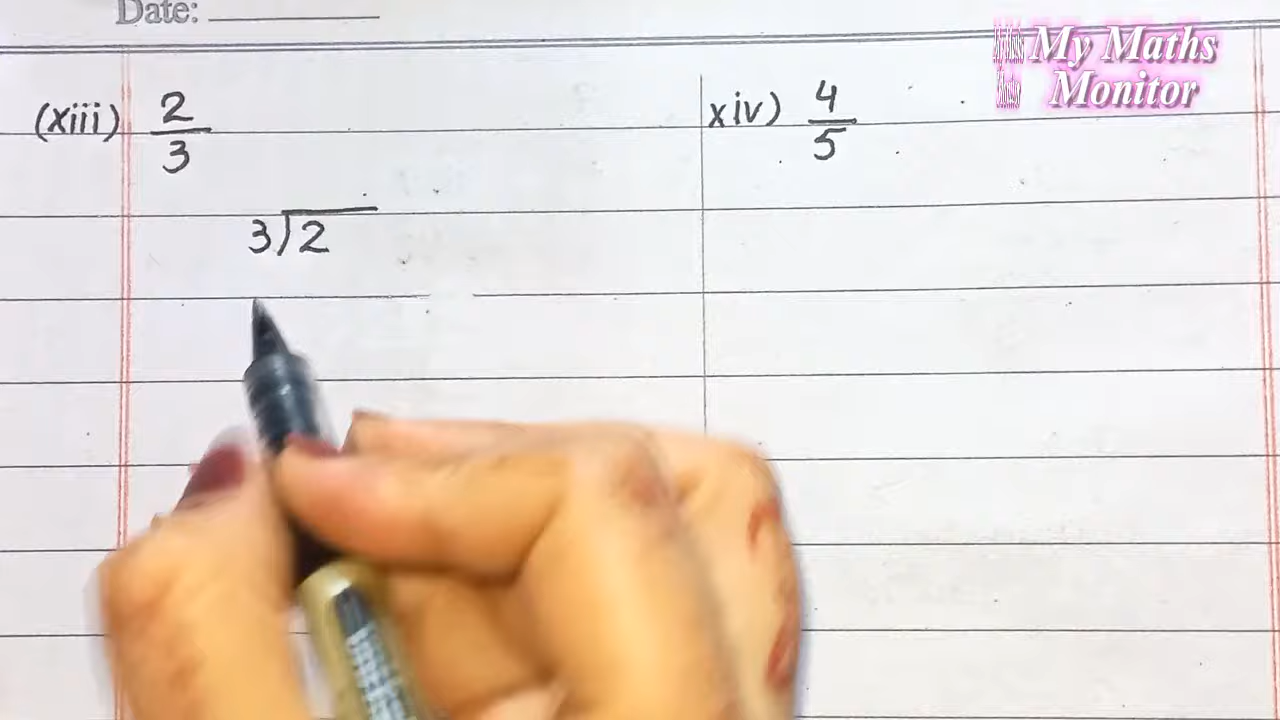 Date:
My Maths
Monitor
(xiii) 2/3
xiv) 4/5
3)2